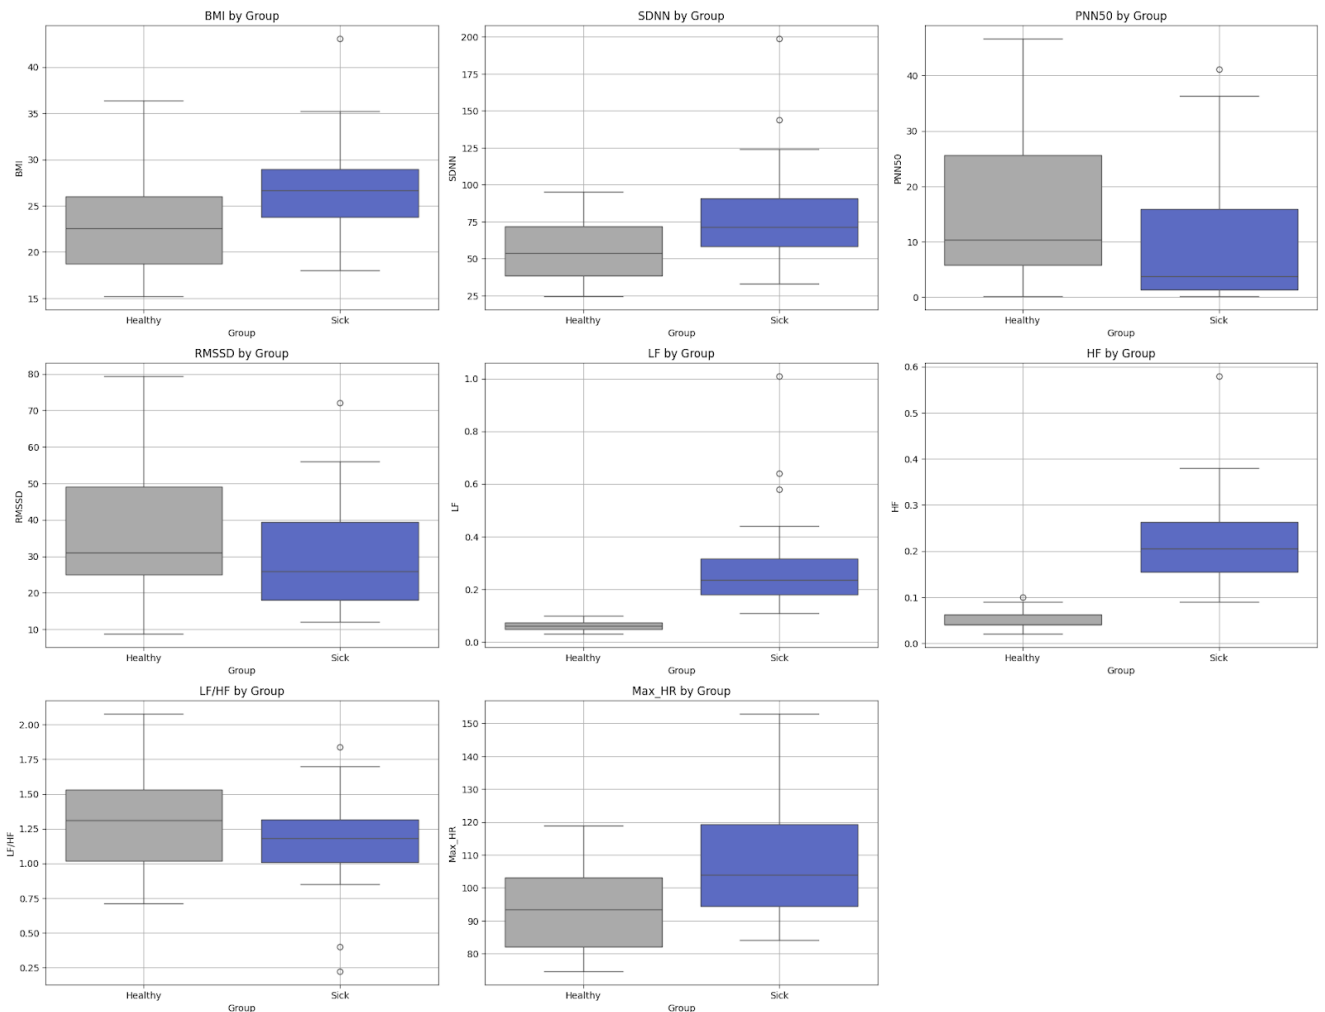 BMI by Group
40
35
30
25
20
15
BMI
Healthy
Sick
Group
SDNN by Group
200
175
150
125
100
75
50
25
SDNN
Healthy
Sick
Group
PNN50 by Group
40
30
20
10
0
PNN50
Healthy
Sick
Group
RMSSD by Group
80
70
60
50
40
30
20
10
RMSSD
Healthy
Sick
Group
LF by Group
1.0
0.8
0.6
0.4
0.2
0.0
LF
Healthy
Sick
Group
HF by Group
0.6
0.5
0.4
0.3
0.2
0.1
0.0
HF
Healthy
Sick
Group
LF/HF by Group
2.00
1.75
1.50
1.25
1.00
0.75
0.50
0.25
LF/HF
Healthy
Sick
Group
Max_HR by Group
150
140
130
120
110
100
90
80
Max_HR
Healthy
Sick
Group